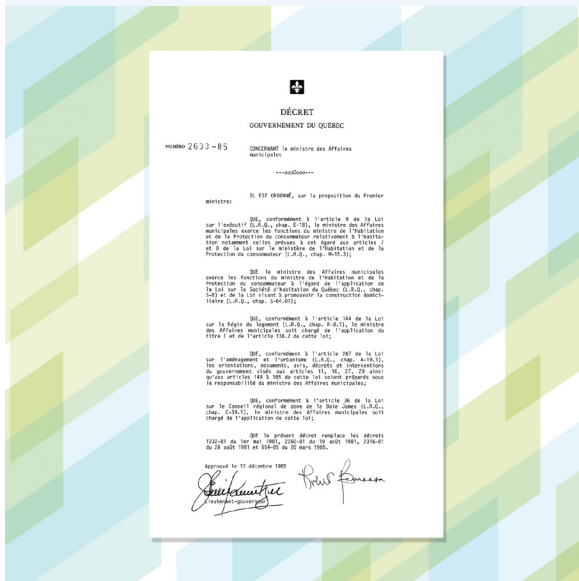 DÉCRET
GOUVERNEMENT DU QUÉBEC
NUMÉRO 2633-85
CONCERNANT le ministre des Affaires
municipales
---ooo0ooo---
IL EST ORDONNÉ, sur la proposition du Premier
ministre:
QUE, conformément à l'article 9 de la Loi
sur l'exécutif (L.R.Q., chap. E-18), le ministre des Affaires
municipales exerce les fonctions du ministre de l'Habitation
et de la Protection du consommateur relativement à l'habita-
tion notamment celles prévues à cet égard aux articles 7
et 8 de la Loi sur le ministère de l'Habitation et de la
Protection du consommateur (L.R.Q., chap. M-15.3);
QUE le ministre des Affaires municipales
exerce les fonctions du ministre de l'Habitation et de la
Protection du consommateur à l'égard de l'application de
la Loi sur la Société d'habitation du Québec (L.R.Q., chap.
S-8) et de la Loi visant à promouvoir la construction domici-
liaire (L.R.Q., chap. S-64.01);
QUE, conformément à l'article 144 de la Loi
sur la Régie du logement (L.R.Q., chap. R-8.1), le ministre
des Affaires municipales soit chargé de l'application du
titre I et de l'article 136.2 de cette loi;
QUE, conformément à l'article 267 de la Loi
sur l'aménagement et l'urbanisme (L.R.Q., chap. A-19.1),
les orientations, documents, avis, décrets et interventions
du gouvernement visés aux articles 11, 16, 27, 29 ainsi
qu'aux articles 149 à 165 de cette loi soient préparés sous
la responsabilité du ministre des Affaires municipales;
QUE, conformément à l'article 36 de la Loi
sur le Conseil régional de zone de la Baie James (L.R.Q.,
chap. C-59.1), le ministre des Affaires municipales soit
chargé de l'application de cette loi;
QUE le présent décret remplace les décrets
1232-81 du 1er mai 1981, 2260-81 du 19 août 1981, 2316-81
du 26 août 1981 et 554-85 du 20 mars 1985.
Approuvé le 13 décembre 1985
Lieutenant-gouverneur